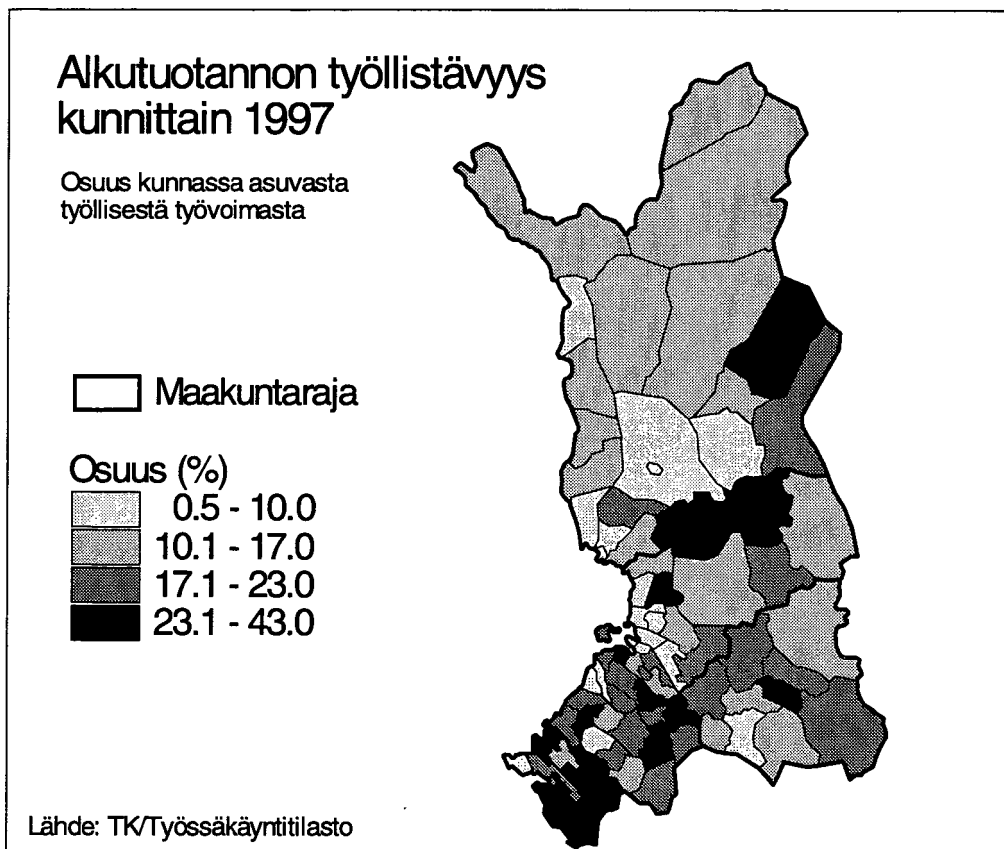 Alkutuotannon työllistävyys
kunnittain 1997
Osuus kunnassa asuvasta
työllisestä työvoimasta
Maakuntaraja
Osuus (%)
0.5 - 10.0
10.1 - 17.0
17.1 - 23.0
23.1 - 43.0
Lähde: TK/Työssäkäyntitilasto